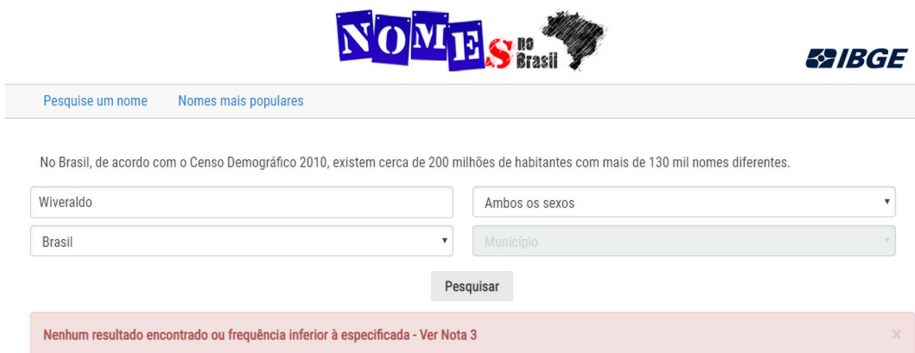 NOMES no
Brasil
IBGE
Pesquise um nome Nomes mais populares
No Brasil, de acordo com o Censo Demográfico 2010, existem cerca de 200 milhões de habitantes com mais de 130 mil nomes diferentes.
Wiveraldo Ambos os sexos
Brasil Município
Pesquisar
Nenhum resultado encontrado ou frequência inferior à especificada - Ver Nota 3 ×